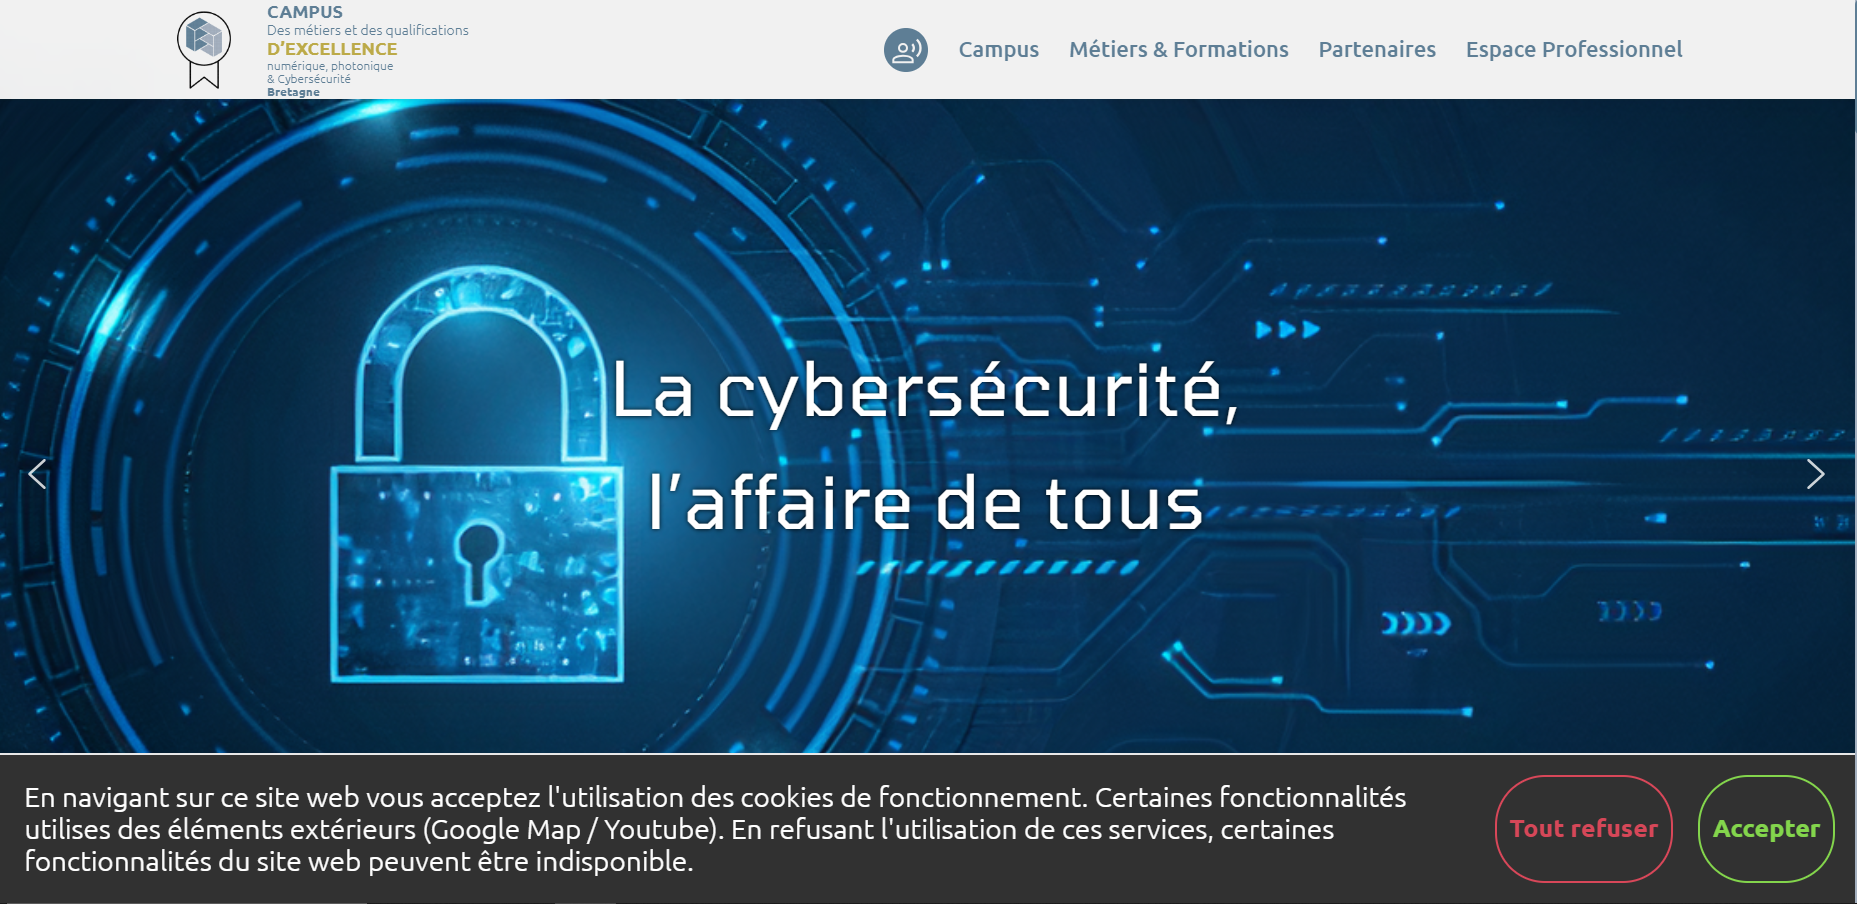 CAMPUS
Des métiers et des qualifications
D'EXCELLENCE
numérique, photonique
& Cybersécurité
Bretagne
Campus
Métiers & Formations
Partenaires
Espace Professionnel
La cybersécurité,
l'affaire de tous
En navigant sur ce site web vous acceptez l'utilisation des cookies de fonctionnement. Certaines fonctionnalités
utilises des éléments extérieurs (Google Map / Youtube). En refusant l'utilisation de ces services, certaines
fonctionnalités du site web peuvent être indisponible.
Tout refuser
Accepter